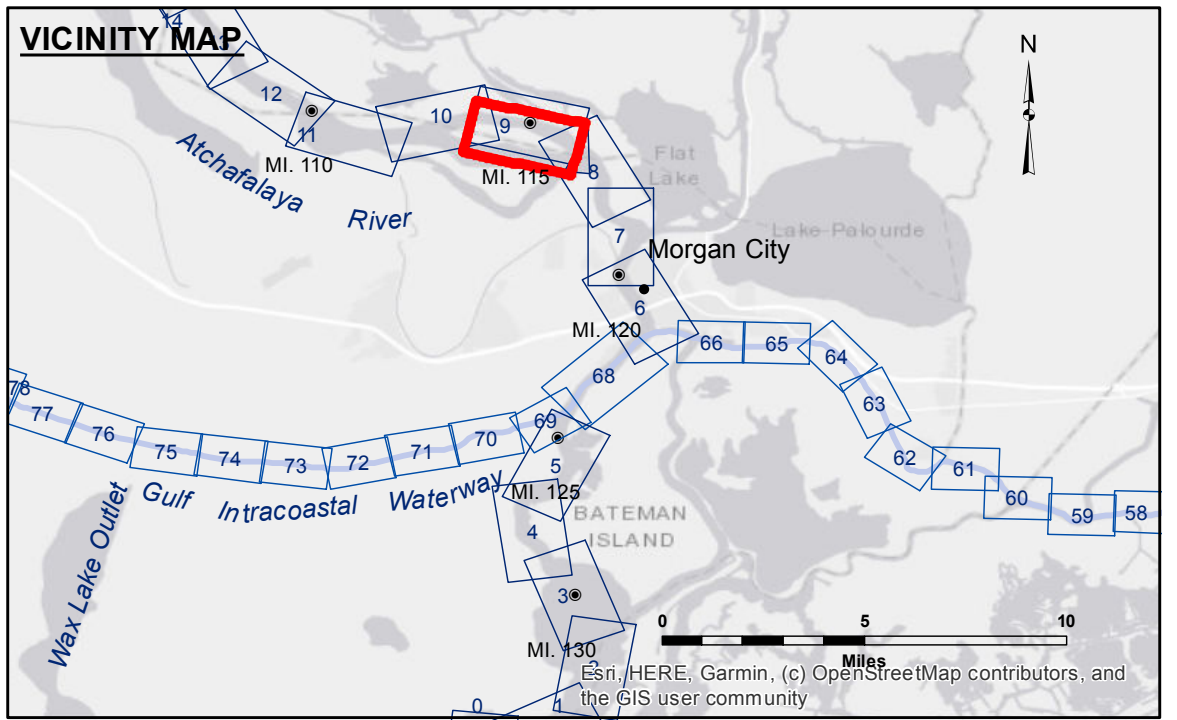 14
13
VICINITY MAP
N
12
10
9
11
Atchafalaya
River
MI. 110
MI. 115
8
Flat
Lake
7
Lake Palourde
Morgan City
6
MI. 120
66
65
64
68
63
78
77
76
75
74
73
72
71
70
69
62
61
60
59
58
5
MI. 125
Gulf Intracoastal Waterway
Wax Lake Outlet
4
BATEMAN
ISLAND
3
MI. 130
2
0
1
0 5 10
Miles
Esri, HERE, Garmin, (c) OpenStreetMap contributors, and
the GIS user community